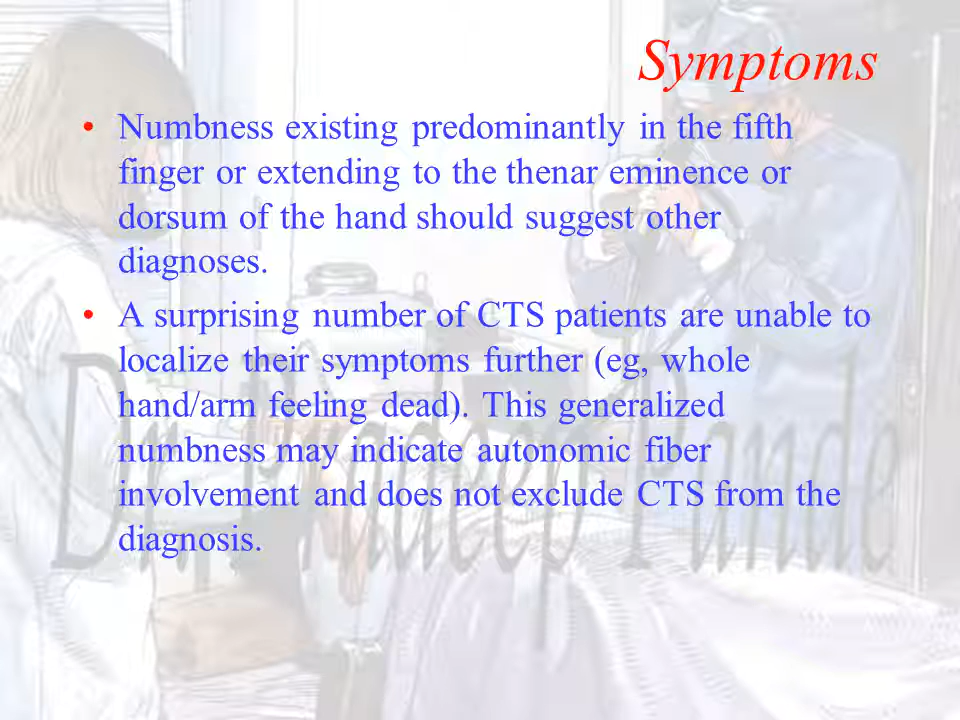 Symptoms
• Numbness existing predominantly in the fifth
finger or extending to the thenar eminence or
dorsum of the hand should suggest other
diagnoses.
• A surprising number of CTS patients are unable to
localize their symptoms further (eg, whole
hand/arm feeling dead). This generalized
numbness may indicate autonomic fiber
involvement and does not exclude CTS from the
diagnosis.
Dr. Pradeep Pande